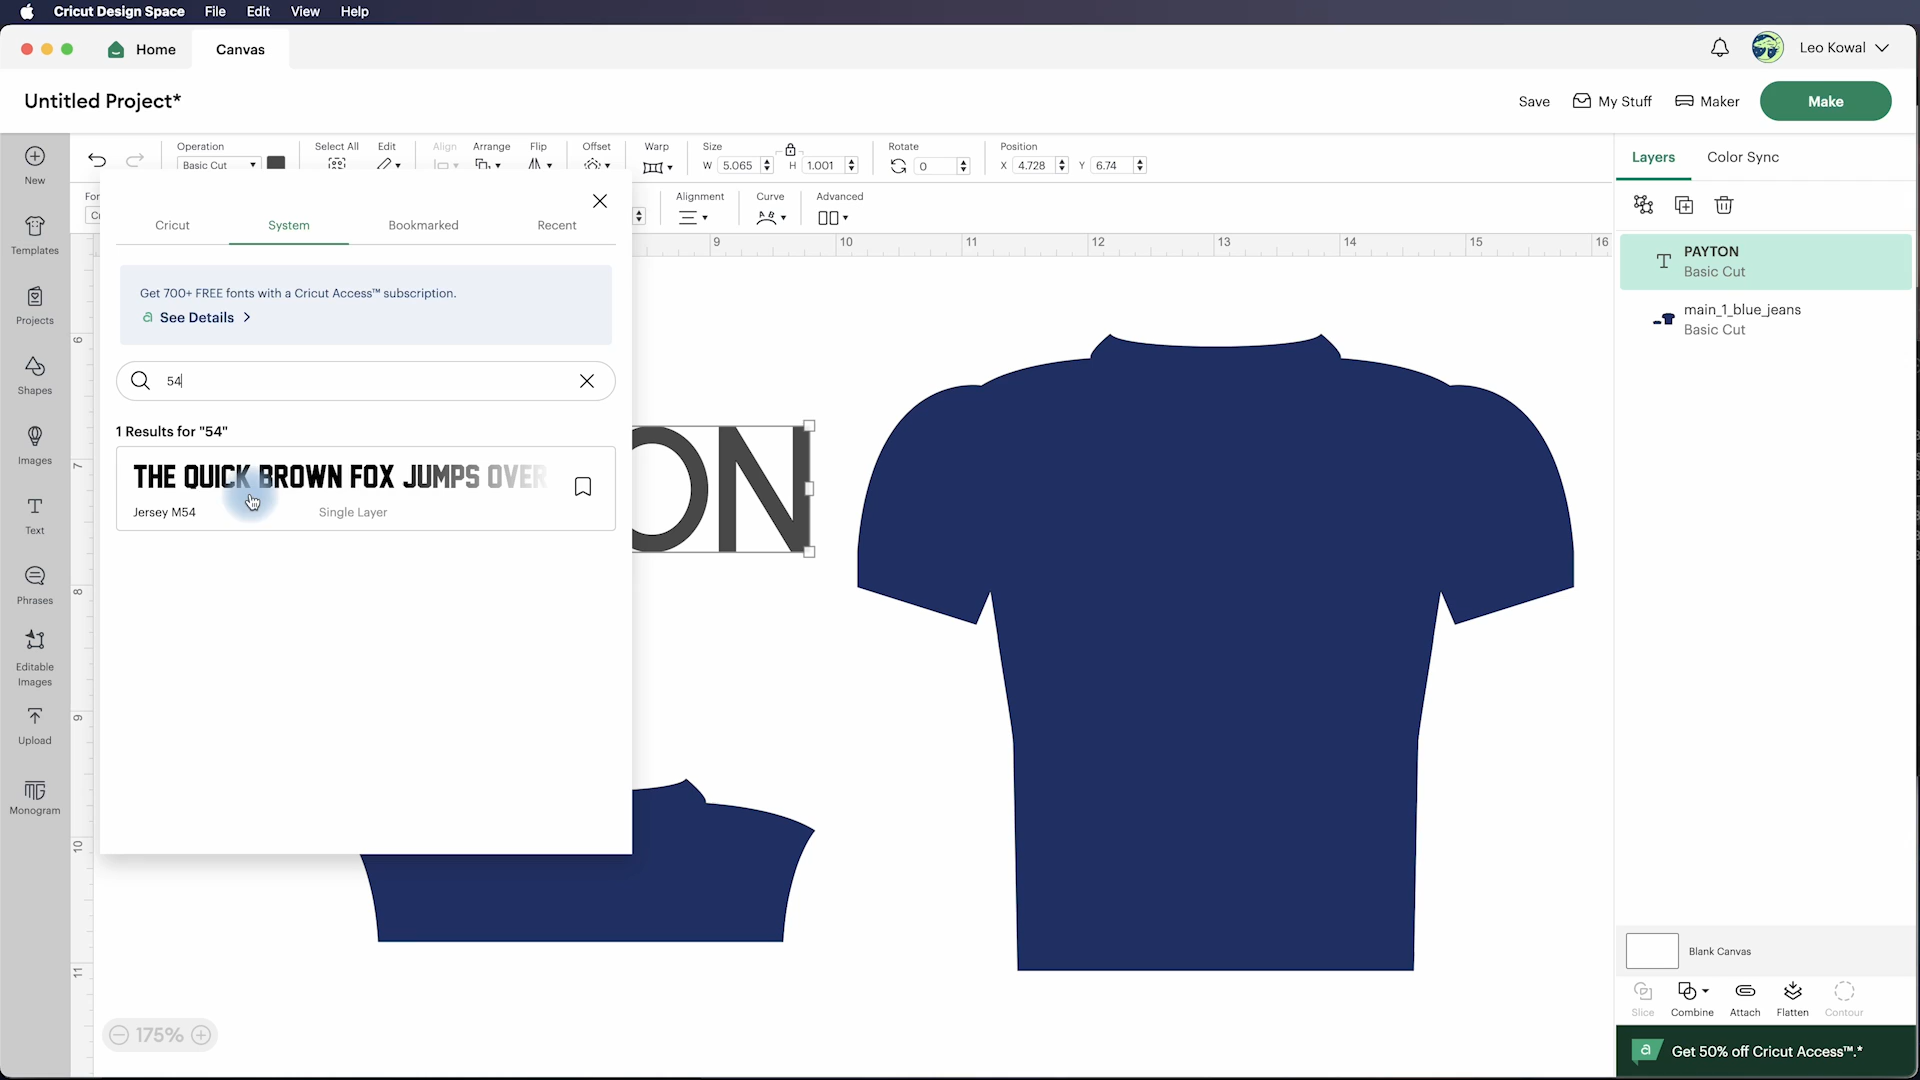 Cricut Design Space File Edit View Help
Home Canvas Leo Kowal
Untitled Project* Save My Stuff Maker Make
New
Templates
Projects
Shapes
Images
Text
Phrases
Editable
Images
Upload
Monogram
Operation Select All Edit Align Arrange Flip Offset Warp Size Rotate Position
Basic Cut W 5.065 H 1.001 0 X 4.728 Y 6.74
Alignment Curve Advanced
9 10 11 12 13 14 15 16
6
7
8
9
10
11
Cricut System Bookmarked Recent
Get 700+ FREE fonts with a Cricut Access™ subscription.
a See Details >
54
1 Results for "54"
THE QUICK BROWN FOX JUMPS OVER
Jersey M54 Single Layer
ON
175%
Layers Color Sync
T PAYTON
Basic Cut
main_1_blue_jeans
Basic Cut
Blank Canvas
Slice Combine Attach Flatten Contour
a Get 50% off Cricut Access™.*